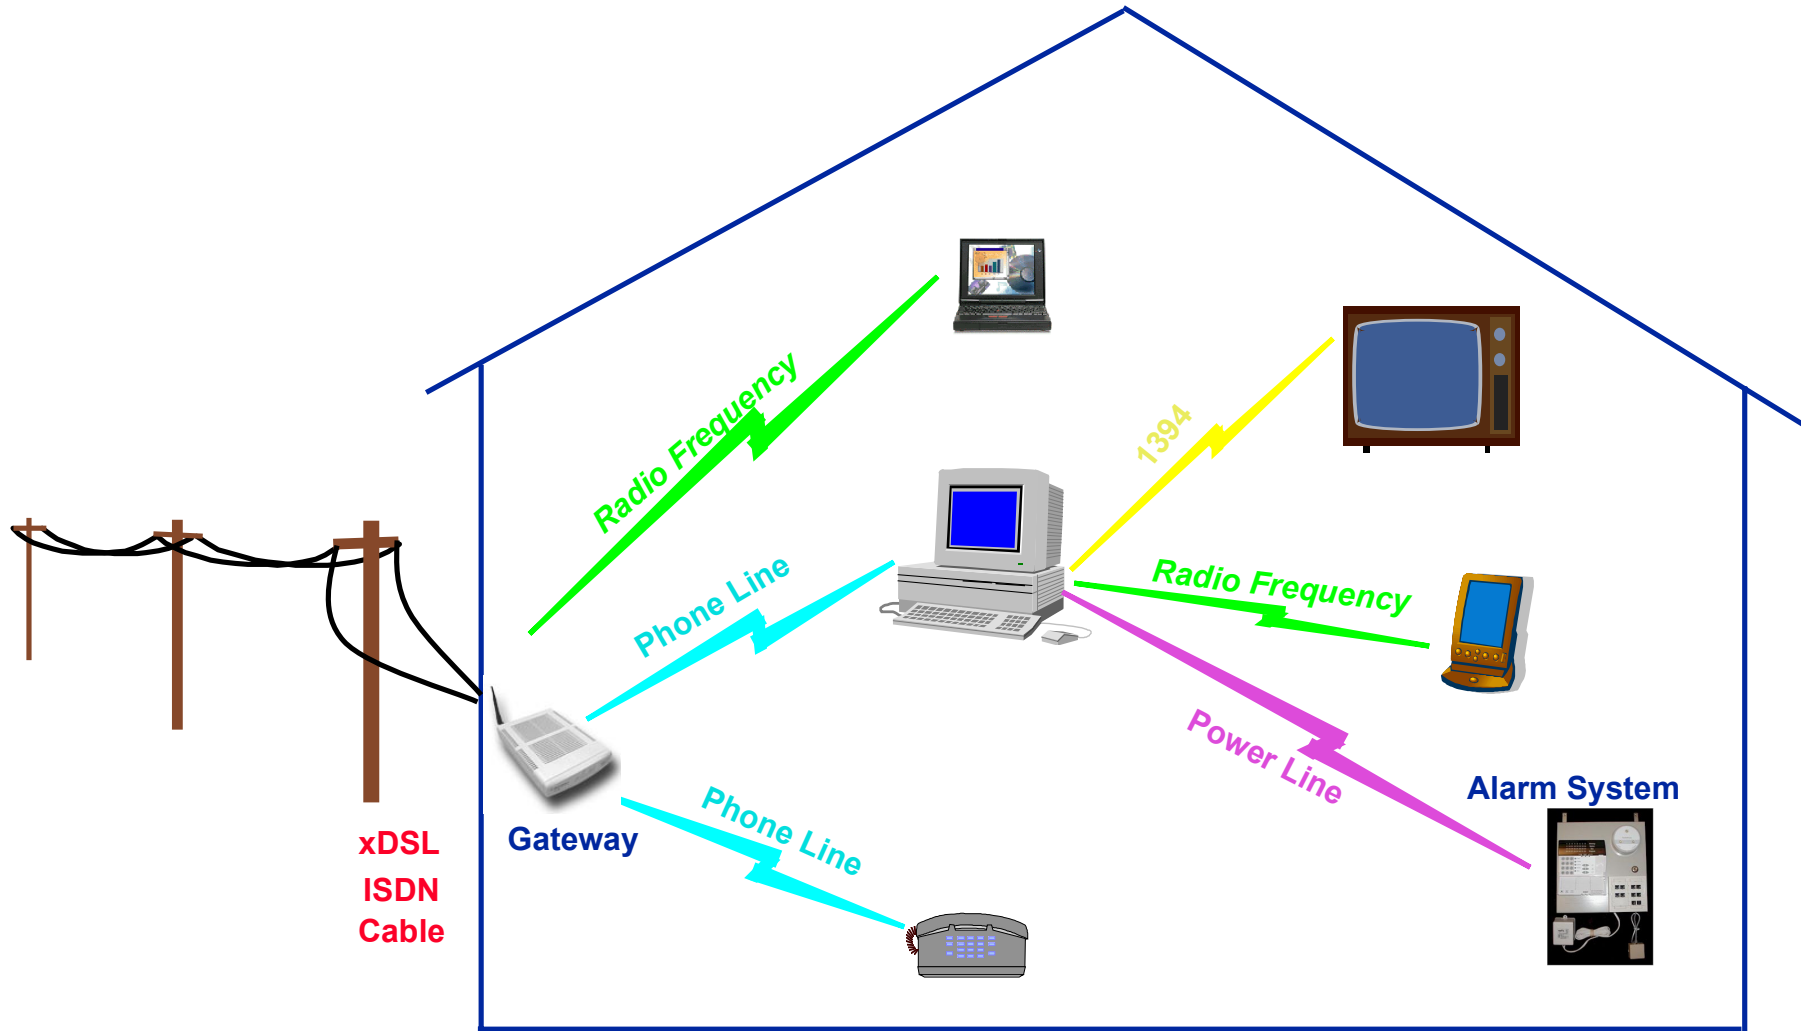 Radio Frequency
1394
Phone Line
Radio Frequency
Power Line
Alarm System
Phone Line
Gateway
xDSL
ISDN
Cable